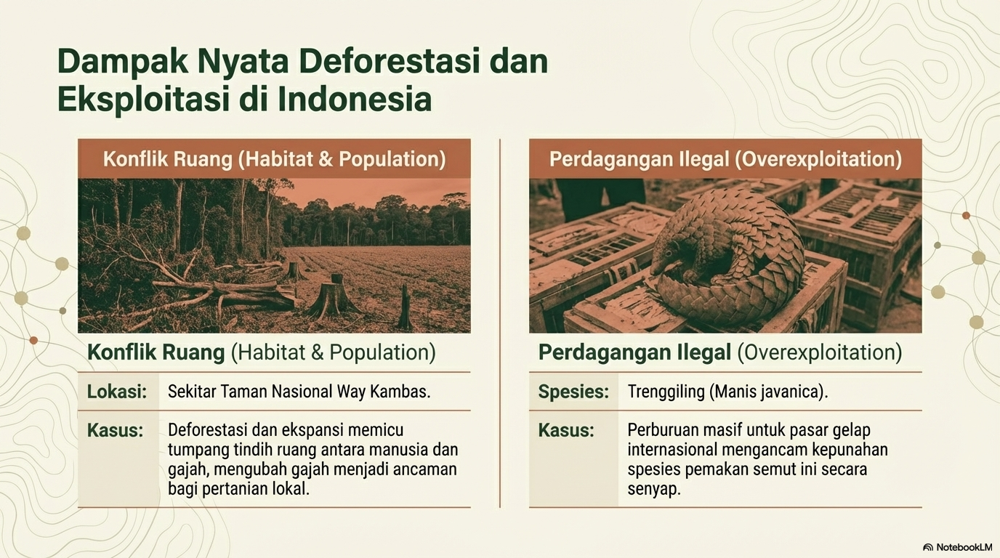 Dampak Nyata Deforestasi dan
Eksploitasi di Indonesia
Konflik Ruang (Habitat & Population)
Konflik Ruang (Habitat & Population)
Lokasi: Sekitar Taman Nasional Way Kambas.
Kasus: Deforestasi dan ekspansi memicu
tumpang tindih ruang antara manusia dan
gajah, mengubah gajah menjadi ancaman
bagi pertanian lokal.
Perdagangan Ilegal (Overexploitation)
Perdagangan Ilegal (Overexploitation)
Spesies: Trenggiling (Manis javanica).
Kasus: Perburuan masif untuk pasar gelap
internasional mengancam kepunahan
spesies pemakan semut ini secara
senyap.
NotebookLM